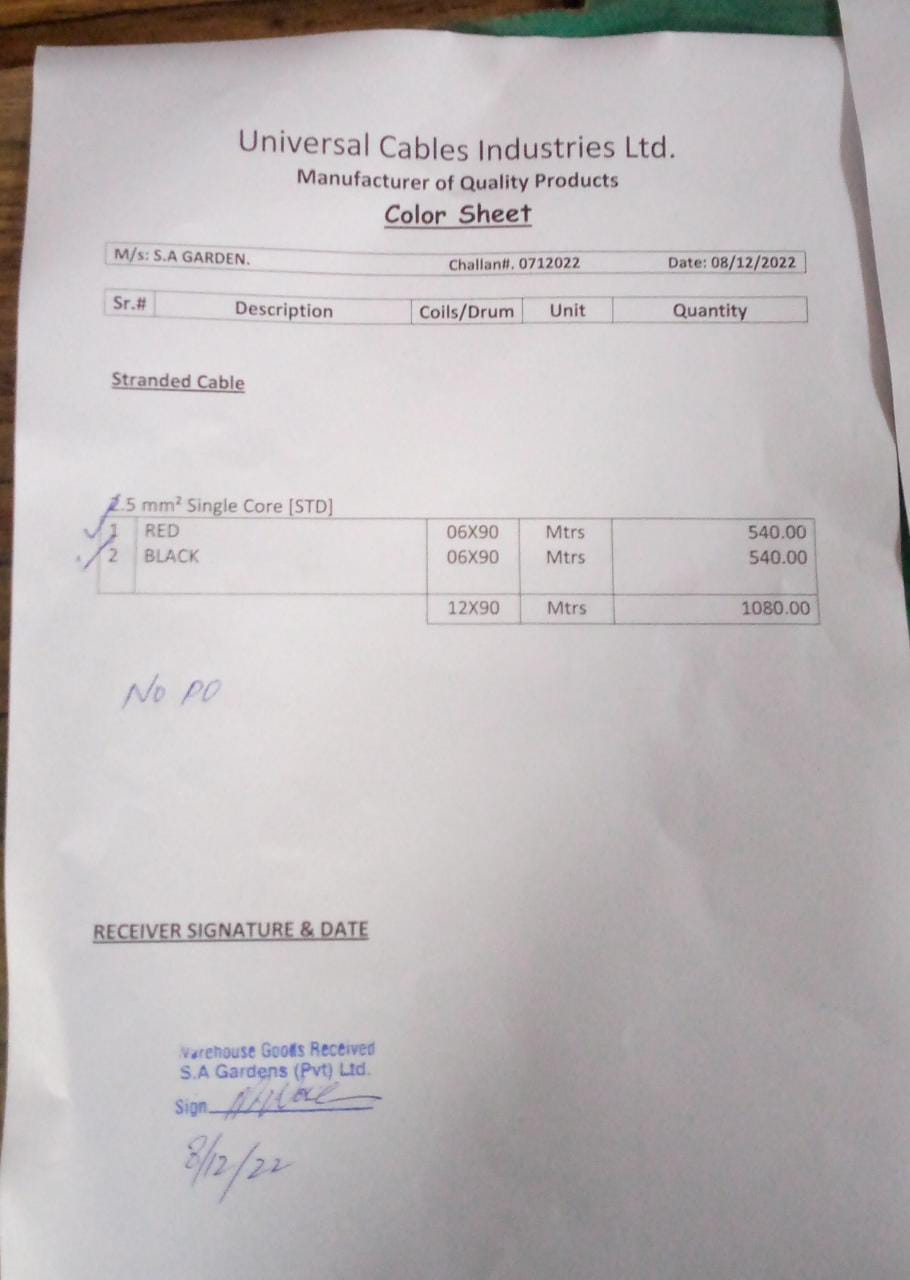 Universal Cables Industries Ltd.
Manufacturer of Quality Products
Color Sheet
M/s: S.A GARDEN. Challan#. 0712022 Date: 08/12/2022
Sr.# Description Coils/Drum Unit Quantity
Stranded Cable
2.5 mm² Single Core [STD]
1 RED 06X90 Mtrs 540.00
2 BLACK 06X90 Mtrs 540.00
12X90 Mtrs 1080.00
No PO
RECEIVER SIGNATURE & DATE
Warehouse Goods Received
S.A Gardens (Pvt) Ltd.
Sign
8/12/22